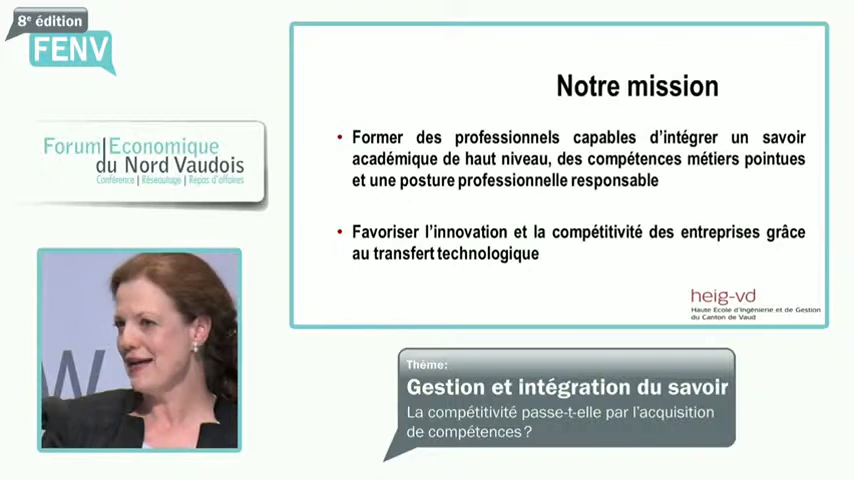 8e édition
FENV
Forum Economique
du Nord Vaudois
Conférence | Réseautage | Repas d'affaires
Notre mission
• Former des professionnels capables d'intégrer un savoir
académique de haut niveau, des compétences métiers pointues
et une posture professionnelle responsable
• Favoriser l'innovation et la compétitivité des entreprises grâce
au transfert technologique
heig-vd
Haute Ecole d'Ingénierie et de Gestion
du Canton de Vaud
W
Thème:
Gestion et intégration du savoir
La compétitivité passe-t-elle par l'acquisition
de compétences ?